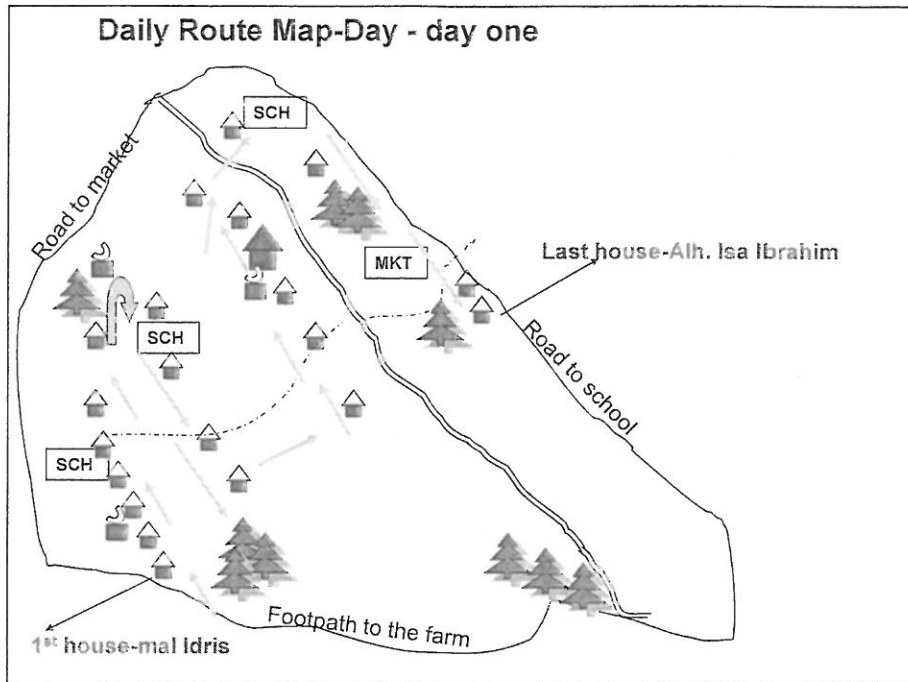 Daily Route Map-Day - day one
SCH
Road to market
MKT
Last house-Alh. Isa Ibrahim
SCH
Road to school
SCH
Footpath to the farm
1st house-mal Idris